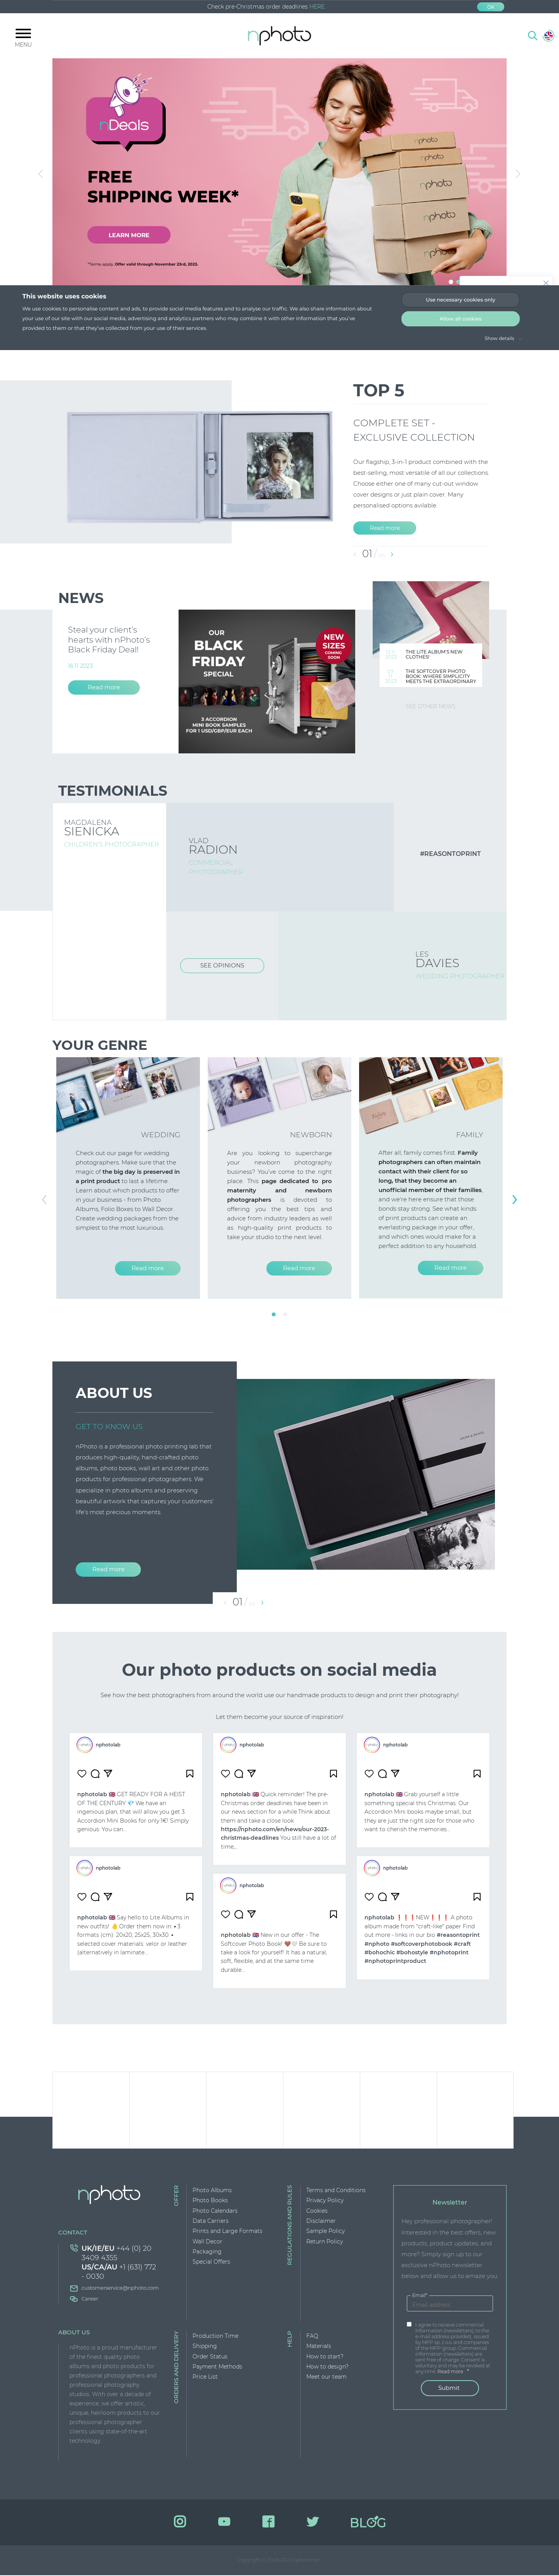 Check pre-Christmas order deadlines HERE
OK
MENU
nphoto
nDeals
FREE
SHIPPING WEEK*
LEARN MORE
*Terms apply. Offer valid through November 23rd, 2023.
nphoto
nphoto
nphoto
nphoto
This website uses cookies
We use cookies to personalise content and ads, to provide social media features and to analyse our traffic. We also share information about
your use of our site with our social media, advertising and analytics partners who may combine it with other information that you've
provided to them or that they've collected from your use of their services.
Use necessary cookies only
Allow all cookies
Show details
TOP 5
COMPLETE SET -
EXCLUSIVE COLLECTION
Our flagship, 3-in-1 product combined with the
best-selling, most versatile of all our collections.
Choose either one of many cut-out window
cover designs or just plain cover. Many
personalised options avilable.
Read more
01 /
NEWS
Steal your client's
hearts with nPhoto's
Black Friday Deal!
16.11 2023
Read more
OUR
BLACK
FRIDAY
SPECIAL
NEW
SIZES
COMING
SOON
3 ACCORDION
MINI BOOK SAMPLES
FOR 1 USD/GBP/EUR EACH
2023
THE LITE ALBUM'S NEW
CLOTHES!
2023
THE SOFTCOVER PHOTO
BOOK: WHERE SIMPLICITY
MEETS THE EXTRAORDINARY
SEE OTHER NEWS
TESTIMONIALS
MAGDALENA
SIENICKA
CHILDREN'S PHOTOGRAPHER
VLAD
RADION
COMMERCIAL
PHOTOGRAPHER
#REASONTOPRINT
SEE OPINIONS
LES
DAVIES
WEDDING PHOTOGRAPHER
YOUR GENRE
WEDDING
Check out our page for wedding
photographers. Make sure that the
magic of the big day is preserved in
a print product to last a lifetime.
Learn about which products to offer
in your business - from Photo
Albums, Folio Boxes to Wall Decor.
Create wedding packages from the
simplest to the most luxurious.
Read more
NEWBORN
Are you looking to supercharge
your newborn photography
business? You've come to the right
place. This page dedicated to pro
maternity and newborn
photographers is devoted to
offering you the best tips and
advice from industry leaders as well
as high-quality print products to
take your studio to the next level.
Read more
FAMILY
After all, family comes first. Family
photographers can often maintain
contact with their client for so
long, that they become an
unofficial member of their families,
and we're here ensure that those
bonds stay strong. See what kinds
of print products can create an
everlasting package in your offer,
and which ones would make for a
perfect addition to any household.
Read more
ABOUT US
GET TO KNOW US
nPhoto is a professional photo printing lab that
produces high-quality, hand-crafted photo
albums, photo books, wall art and other photo
products for professional photographers. We
specialize in photo albums and preserving
beautiful artwork that captures your customers'
life's most precious moments.
Read more
01 /
Our photo products on social media
See how the best photographers from around the world use our handmade products to design and print their photography!
Let them become your source of inspiration!
nphotolab
nphotolab 🇬🇧 GET READY FOR A HEIST
OF THE CENTURY 💎 We have an
ingenious plan, that will allow you get 3
Accordion Mini Books for only 1€! Simply
genious. You can...
nphotolab
nphotolab 🇬🇧 Quick reminder! The pre-
Christmas order deadlines have been in
our news section for a while.Think about
them and take a close look:
https://nphoto.com/en/news/our-2023-
christmas-deadlines You still have a lot of
time,...
nphotolab
nphotolab 🇬🇧 Grab yourself a little
something special this Christmas. Our
Accordion Mini books maybe small, but
they are just the right size for those who
want to cherish the memories...
nphotolab
nphotolab 🇬🇧 Say hello to Lite Albums in
new outfits! 👋 Order them now in: • 3
formats (cm): 20x20, 25x25, 30x30 •
selected cover materials: velor or leather
(alternatively in laminate...
nphotolab
nphotolab 🇬🇧 New in our offer - The
Softcover Photo Book! 🤎🤍 Be sure to
take a look for yourself! It has a natural,
soft, flexible, and at the same time
durable...
nphotolab
nphotolab ❗❗❗NEW❗❗❗ A photo
album made from "craft-like" paper Find
out more - links in our bio #reasontoprint
#nphoto #softcoverphotobook #craft
#bohochic #bohostyle #nphotoprint
#nphotoprintproduct
nphoto
CONTACT
UK/IE/EU +44 (0) 20
3409 4355
US/CA/AU +1 (631) 772
- 0030
customerservice@nphoto.com
Career
OFFER
Photo Albums
Photo Books
Photo Calendars
Data Carriers
Prints and Large Formats
Wall Decor
Packaging
Special Offers
REGULATIONS AND RULES
Terms and Conditions
Privacy Policy
Cookies
Disclaimer
Sample Policy
Return Policy
Newsletter
Hey professional photographer!
Interested in the best offers, new
products, product updates, and
more? Simply sign up to our
exclusive nPhoto newsletter
below and allow us to amaze you.
Email*
Email address
I agree to receive commercial
information (newsletters) to the
e-mail address provided, issued
by NFP sp. z o.o. and companies
of the NFP group. Commercial
information (newsletters) are
sent free of charge. Consent is
voluntary and may be revoked at
any time. Read more *
Submit
ABOUT US
nPhoto is a proud manufacturer
of the finest quality photo
albums and photo products for
professional photographers and
professional photography
studios. With over a decade of
experience, we offer artistic,
unique, heirloom products to our
professional photographer
clients using state-of-the-art
technology.
ORDERS AND DELIVERY
Production Time
Shipping
Order Status
Payment Methods
Price List
HELP
FAQ
Materials
How to start?
How to design?
Meet our team
BLOG